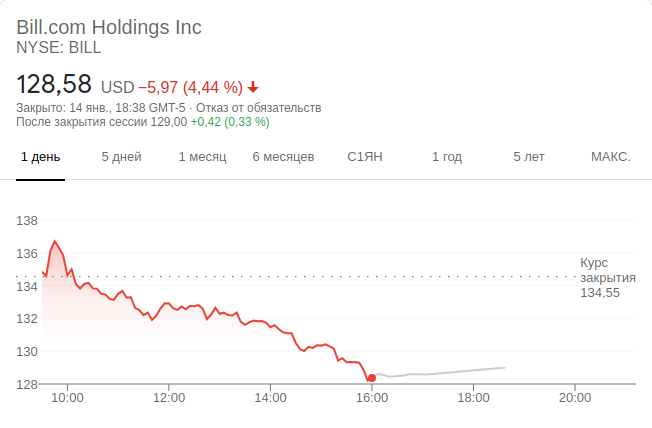 Bill.com Holdings Inc
NYSE: BILL
128,58 USD −5,97 (4,44 %)
Закрыто: 14 янв., 18:38 GMT-5 · Отказ от обязательств
После закрытия сессии 129,00 +0,42 (0,33 %)
1 день 5 дней 1 месяц 6 месяцев С1ЯН 1 год 5 лет МАКС.
138
136
Курс
закрытия
134,55
134
132
130
128
10:00 12:00 14:00 16:00 18:00 20:00